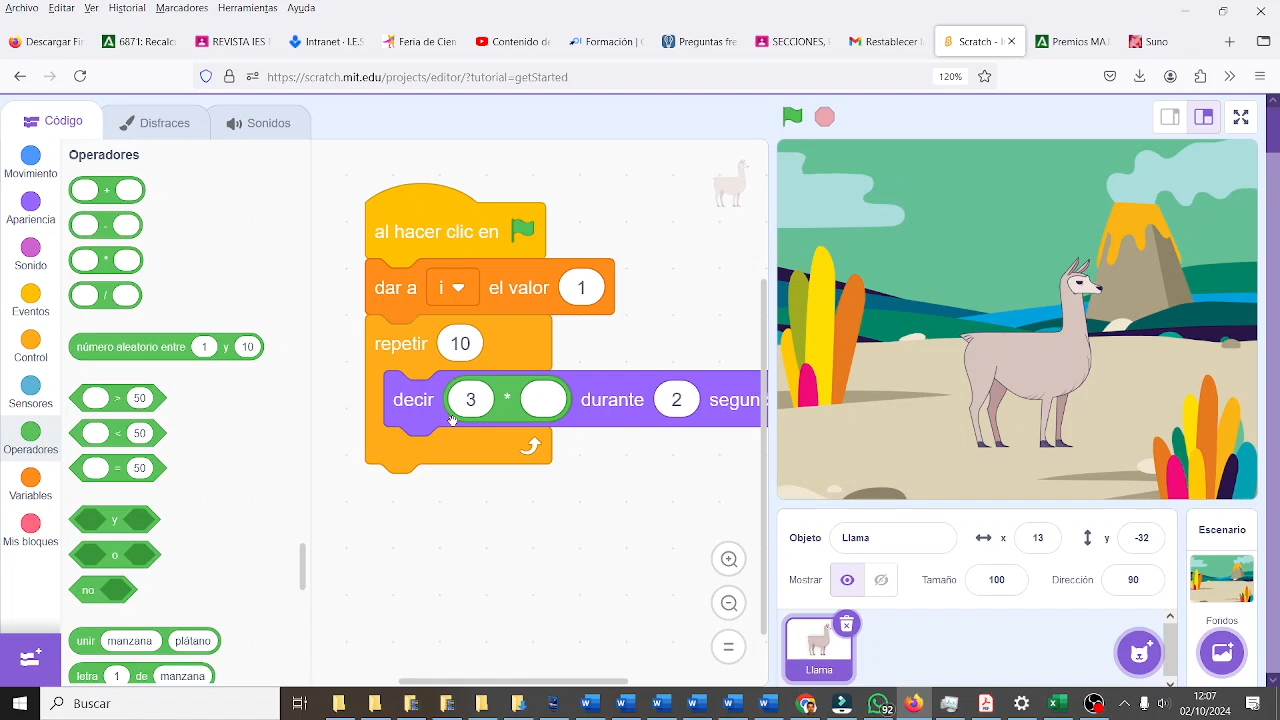 Archivo Editar Ver Historial Marcadores Herramientas Ayuda
Descargar Fir
6871: Recalc
REVISTA IES
Intranet - I.E.S
Feria de Cien
Contenido de
Formación | C
Preguntas fre
SECCIONES,
Gmail
Restablecer
Scratch - I
Premios MA
Suno
https://scratch.mit.edu/projects/editor/?tutorial=getStarted
120%
Código
Disfraces
Sonidos
Movimiento
Apariencia
Sonido
Eventos
Control
Sensores
Operadores
Variables
Mis bloques
Operadores
+
-
*
/
número aleatorio entre 1 y 10
> 50
< 50
= 50
y
o
no
unir manzana plátano
letra 1 de manzana
al hacer clic en
dar a i el valor 1
repetir 10
decir 3 * durante 2 segun
Objeto Llama x 13 y -32
Mostrar Tamaño 100 Dirección 90
Llama
Escenario
Fondos
Buscar
92
12:07
02/10/2024